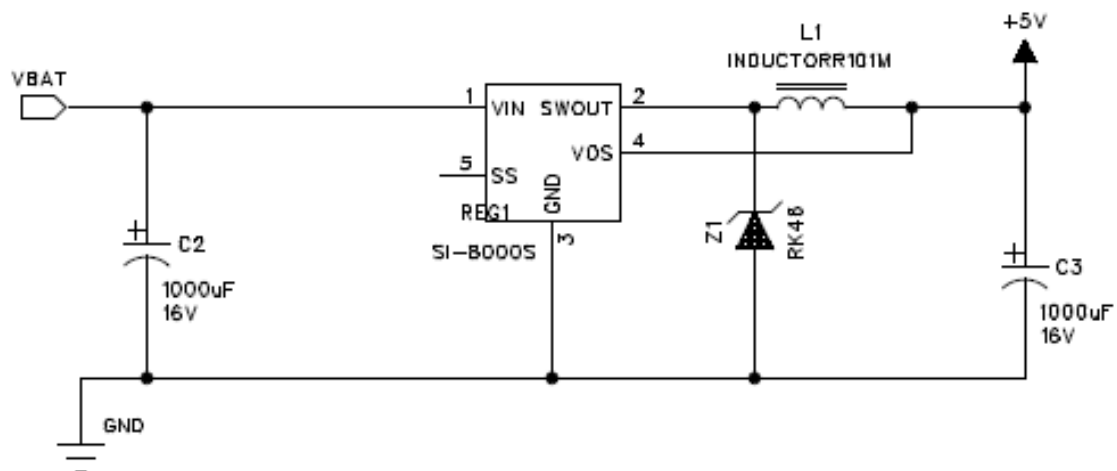 +5V
L1
INDUCTORR101M
VBAT
1
VIN
SWOUT
2
VOS
4
5
SS
GND
REG1
3
SI-8000S
Z1
RK46
+
C2
1000uF
16V
+
C3
1000uF
16V
GND